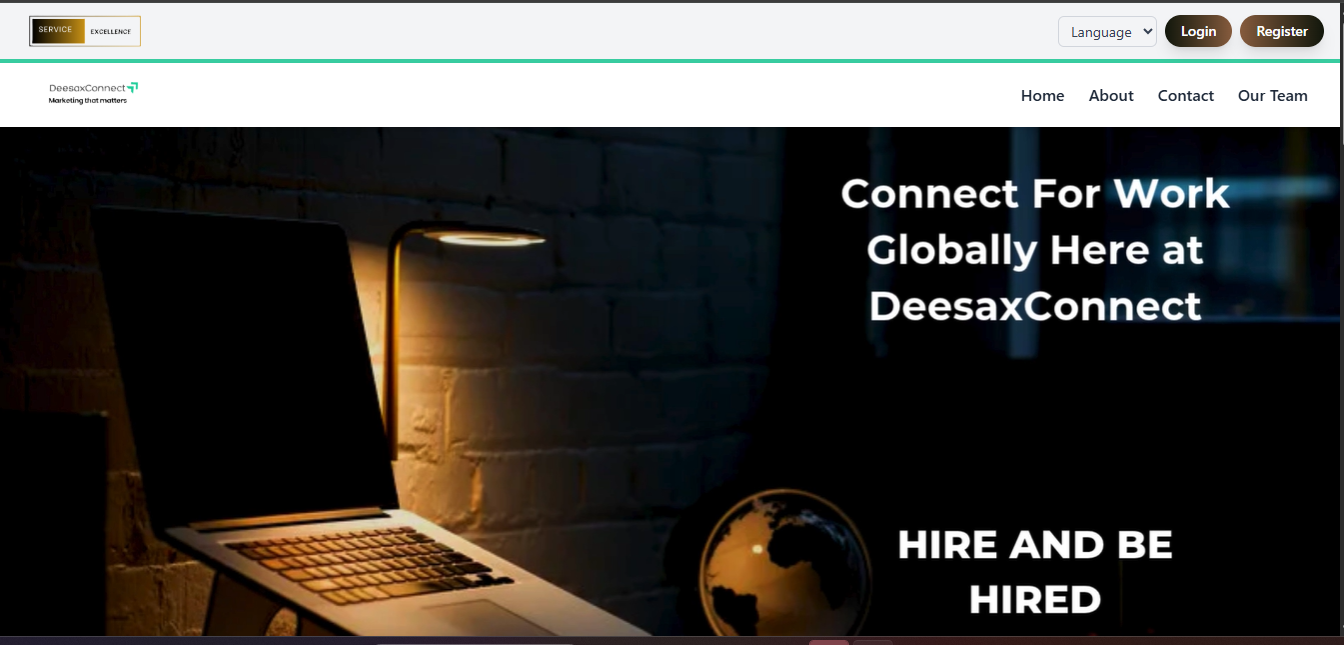 SERVICE
EXCELLENCE
Language
Login
Register
DeesaxConnect
Marketing that matters
Home
About
Contact
Our Team
Connect For Work
Globally Here at
DeesaxConnect
HIRE AND BE
HIRED